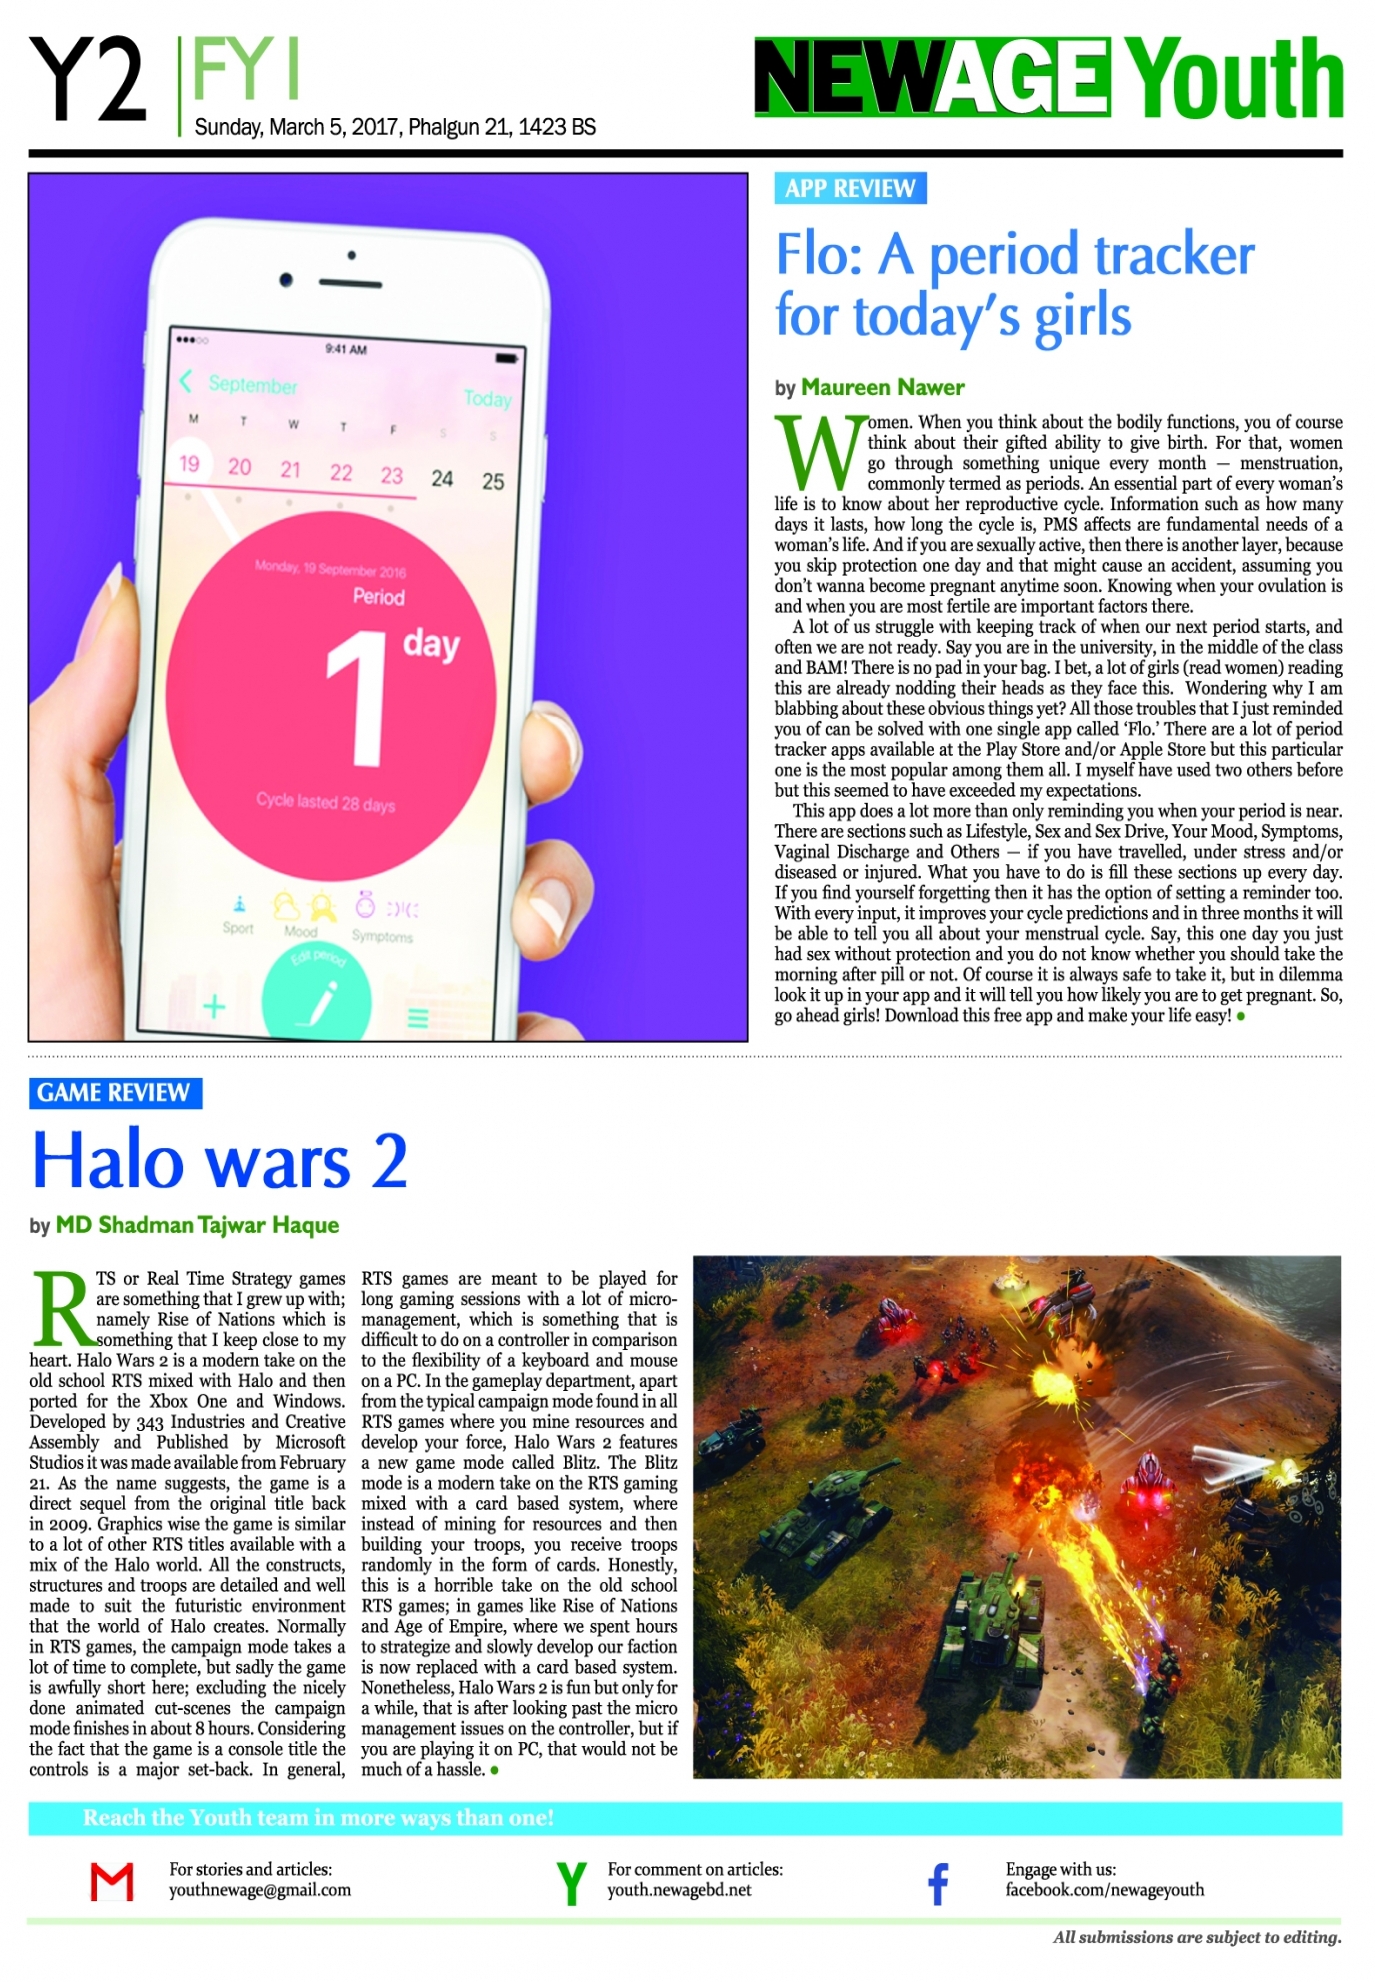 Y2
FYI
Sunday, March 5, 2017, Phalgun 21, 1423 BS
NEWAGE Youth
9:41 AM
September
Today
M T W T F S S
19 20 21 22 23 24 25
Monday, 19 September 2016
Period
1 day
Cycle lasted 28 days
Sport Mood Symptoms
Edit period
APP REVIEW
Flo: A period tracker
for today's girls
by Maureen Nawer
Women. When you think about the bodily functions, you of course
think about their gifted ability to give birth. For that, women
go through something unique every month — menstruation,
commonly termed as periods. An essential part of every woman's
life is to know about her reproductive cycle. Information such as how many
days it lasts, how long the cycle is, PMS affects are fundamental needs of a
woman's life. And if you are sexually active, then there is another layer, because
you skip protection one day and that might cause an accident, assuming you
don't wanna become pregnant anytime soon. Knowing when your ovulation is
and when you are most fertile are important factors there.
A lot of us struggle with keeping track of when our next period starts, and
often we are not ready. Say you are in the university, in the middle of the class
and BAM! There is no pad in your bag. I bet, a lot of girls (read women) reading
this are already nodding their heads as they face this. Wondering why I am
blabbing about these obvious things yet? All those troubles that I just reminded
you of can be solved with one single app called 'Flo.' There are a lot of period
tracker apps available at the Play Store and/or Apple Store but this particular
one is the most popular among them all. I myself have used two others before
but this seemed to have exceeded my expectations.
This app does a lot more than only reminding you when your period is near.
There are sections such as Lifestyle, Sex and Sex Drive, Your Mood, Symptoms,
Vaginal Discharge and Others — if you have travelled, under stress and/or
diseased or injured. What you have to do is fill these sections up every day.
If you find yourself forgetting then it has the option of setting a reminder too.
With every input, it improves your cycle predictions and in three months it will
be able to tell you all about your menstrual cycle. Say, this one day you just
had sex without protection and you do not know whether you should take the
morning after pill or not. Of course it is always safe to take it, but in dilemma
look it up in your app and it will tell you how likely you are to get pregnant. So,
go ahead girls! Download this free app and make your life easy! •
GAME REVIEW
Halo wars 2
by MD Shadman Tajwar Haque
RTS or Real Time Strategy games
are something that I grew up with;
namely Rise of Nations which is
something that I keep close to my
heart. Halo Wars 2 is a modern take on the
old school RTS mixed with Halo and then
ported for the Xbox One and Windows.
Developed by 343 Industries and Creative
Assembly and Published by Microsoft
Studios it was made available from February
21. As the name suggests, the game is a
direct sequel from the original title back
in 2009. Graphics wise the game is similar
to a lot of other RTS titles available with a
mix of the Halo world. All the constructs,
structures and troops are detailed and well
made to suit the futuristic environment
that the world of Halo creates. Normally
in RTS games, the campaign mode takes a
lot of time to complete, but sadly the game
is awfully short here; excluding the nicely
done animated cut-scenes the campaign
mode finishes in about 8 hours. Considering
the fact that the game is a console title the
controls is a major set-back. In general,
RTS games are meant to be played for
long gaming sessions with a lot of micro-
management, which is something that is
difficult to do on a controller in comparison
to the flexibility of a keyboard and mouse
on a PC. In the gameplay department, apart
from the typical campaign mode found in all
RTS games where you mine resources and
develop your force, Halo Wars 2 features
a new game mode called Blitz. The Blitz
mode is a modern take on the RTS gaming
mixed with a card based system, where
instead of mining for resources and then
building your troops, you receive troops
randomly in the form of cards. Honestly,
this is a horrible take on the old school
RTS games; in games like Rise of Nations
and Age of Empire, where we spent hours
to strategize and slowly develop our faction
is now replaced with a card based system.
Nonetheless, Halo Wars 2 is fun but only for
a while, that is after looking past the micro
management issues on the controller, but if
you are playing it on PC, that would not be
much of a hassle. •
Reach the Youth team in more ways than one!
For stories and articles:
youthnewage@gmail.com
For comment on articles:
youth.newagebd.net
Engage with us:
facebook.com/newageyouth
All submissions are subject to editing.